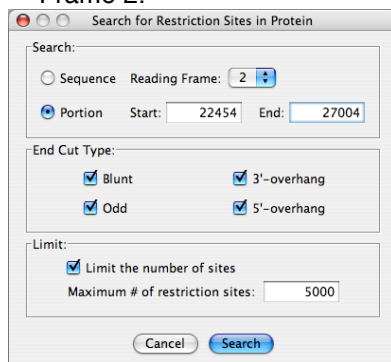 Frame 2.
Search for Restriction Sites in Protein
Search:
Sequence Reading Frame: 2
Portion Start: 22454 End: 27004
End Cut Type:
Blunt 3'-overhang
Odd 5'-overhang
Limit:
Limit the number of sites
Maximum # of restriction sites: 5000
Cancel Search